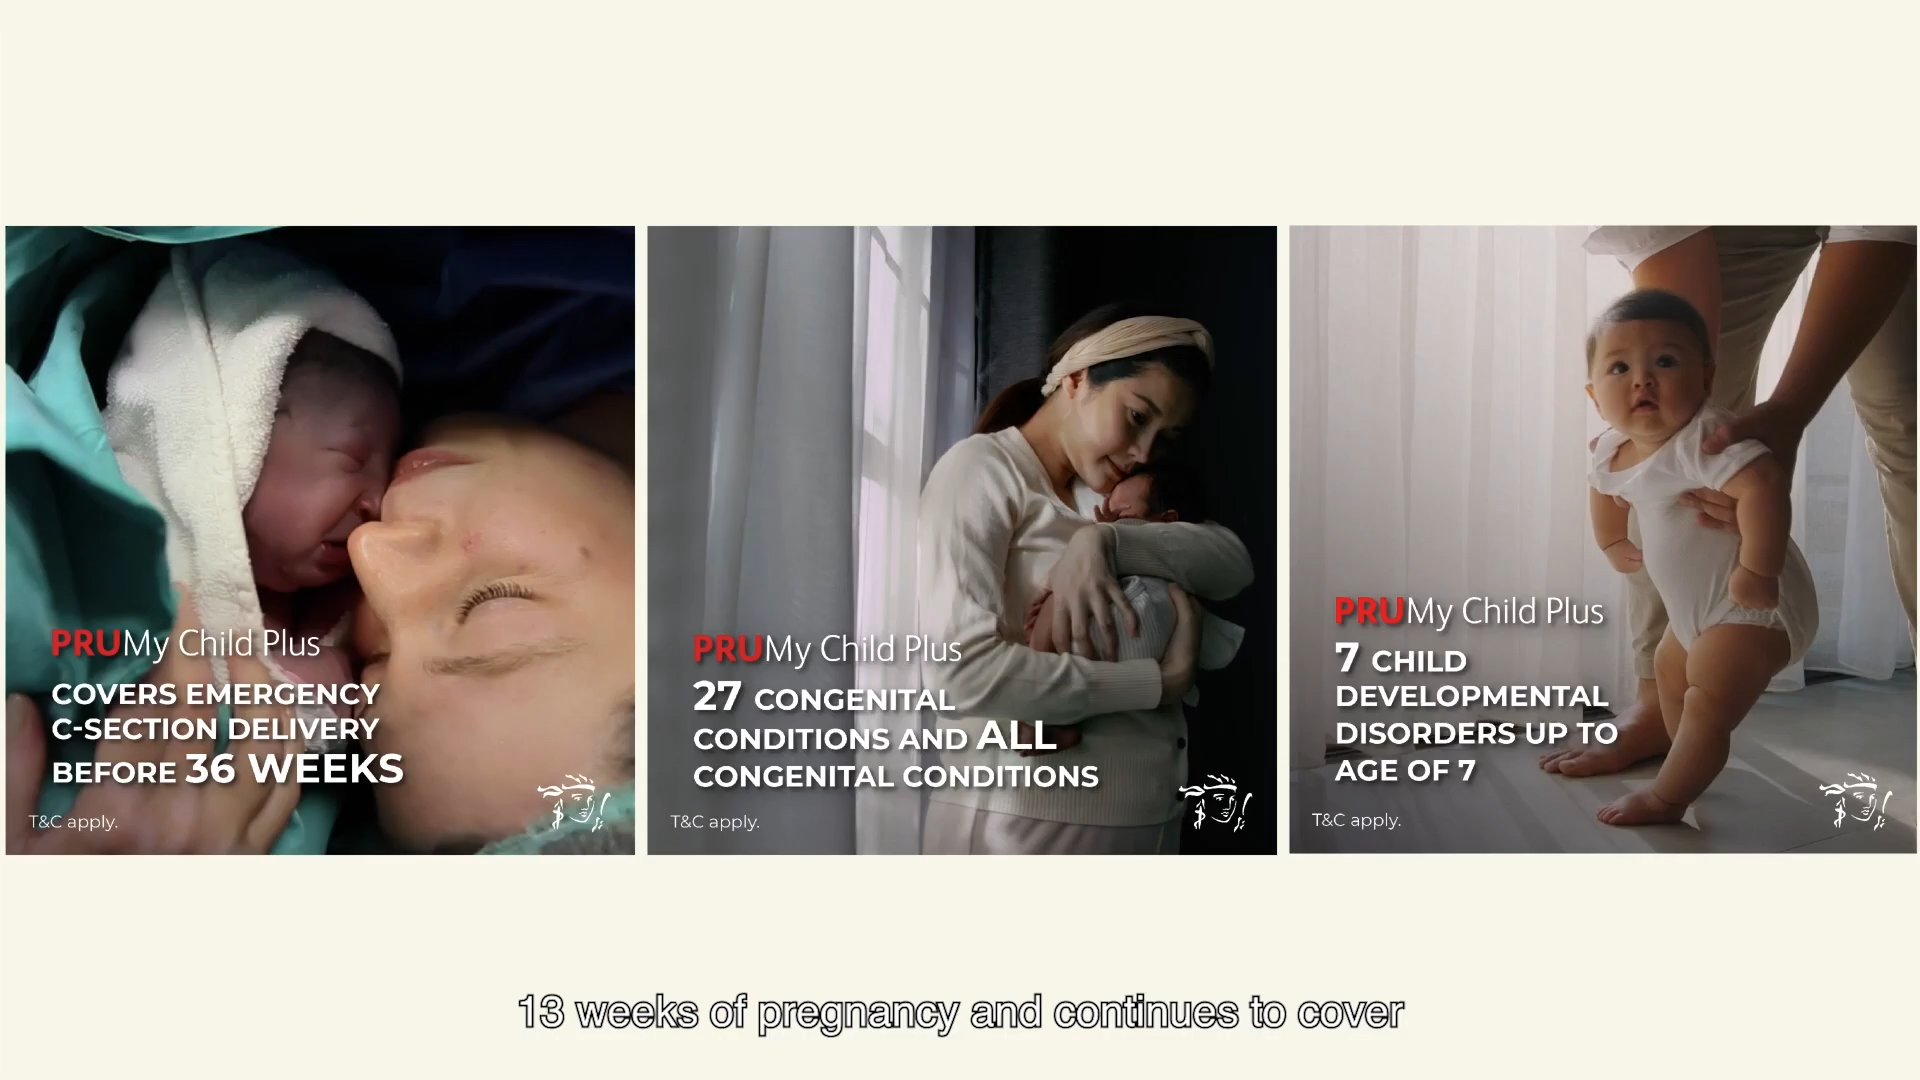 PRUMy Child Plus
COVERS EMERGENCY
C-SECTION DELIVERY
BEFORE 36 WEEKS
T&C apply.
PRUMy Child Plus
27 CONGENITAL
CONDITIONS AND ALL
CONGENITAL CONDITIONS
T&C apply.
PRUMy Child Plus
7 CHILD
DEVELOPMENTAL
DISORDERS UP TO
AGE OF 7
T&C apply.
13 weeks of pregnancy and continues to cover